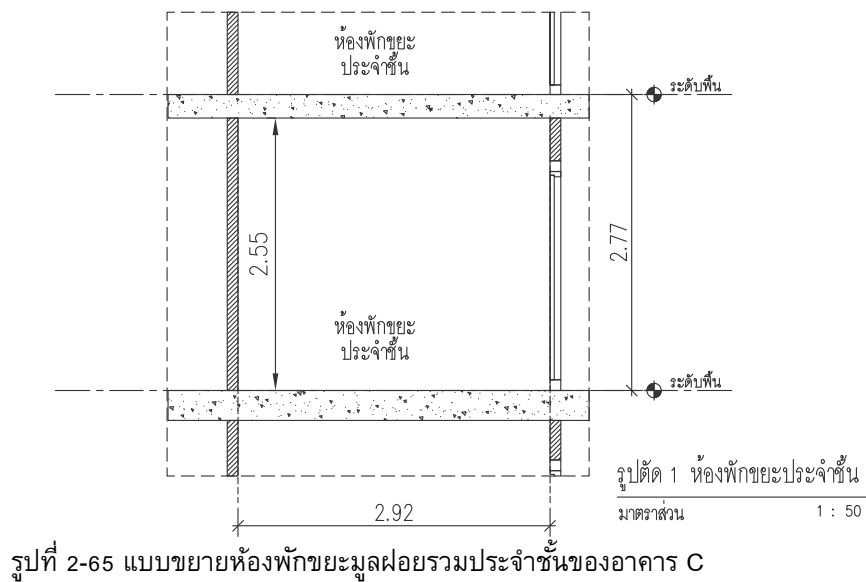 ห้องพักขยะ
ประจำชั้น
ระดับพื้น
2.55
2.77
ห้องพักขยะ
ประจำชั้น
ระดับพื้น
รูปตัด 1 ห้องพักขยะประจำชั้น
มาตราส่วน 1 : 50
2.92
รูปที่ 2-65 แบบขยายห้องพักขยะมูลฝอยรวมประจำชั้นของอาคาร C